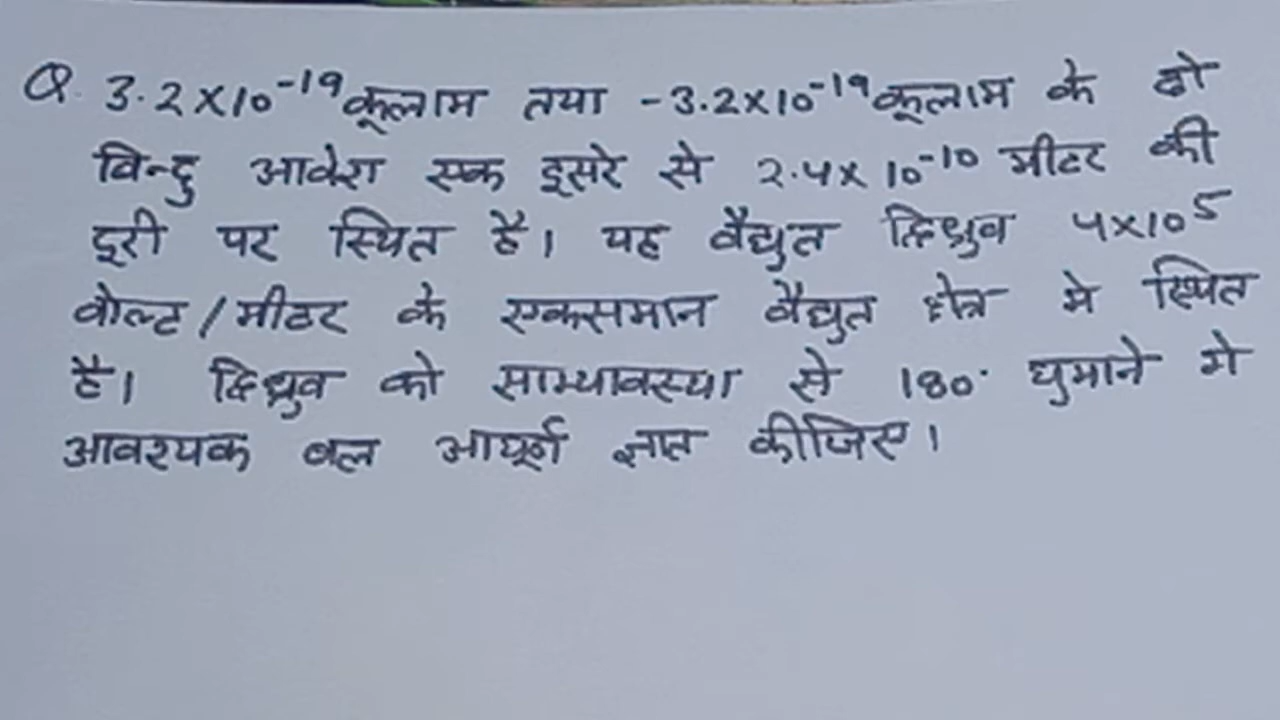 Q. 3.2×10⁻¹⁹ कूलाम तथा -3.2×10⁻¹⁹ कूलाम के दो
विन्दु आवेश एक दूसरे से 2.4× 10⁻¹⁰ मीटर की
दूरी पर स्थित है। यह वैद्युत द्विध्रुव 4×10⁵
वोल्ट/मीटर के एकसमान वैद्युत क्षेत्र मे स्थित
है। द्विध्रुव को साम्यावस्था से 180° घुमाने मे
आवश्यक बल आघूर्ण ज्ञात कीजिए।